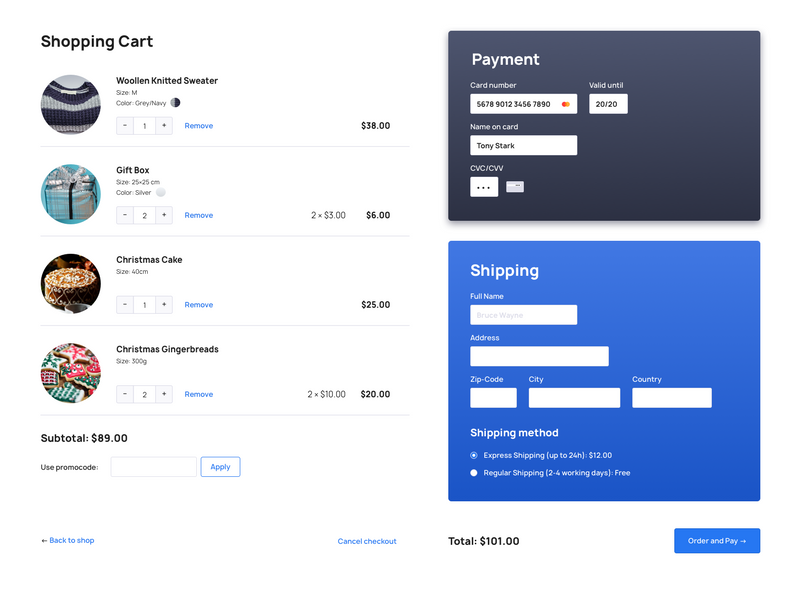 Shopping Cart
Woollen Knitted Sweater
Size: M
Color: Grey/Navy
- 1 + Remove $38.00
Gift Box
Size: 25×25 cm
Color: Silver
- 2 + Remove 2 × $3.00 $6.00
Christmas Cake
Size: 40cm
- 1 + Remove $25.00
Christmas Gingerbreads
Size: 300g
- 2 + Remove 2 × $10.00 $20.00
Subtotal: $89.00
Use promocode: Apply
← Back to shop Cancel checkout
Payment
Card number Valid until
5678 9012 3456 7890 20/20
Name on card
Tony Stark
CVC/CVV
•••
Shipping
Full Name
Bruce Wayne
Address
Zip-Code City Country
Shipping method
Express Shipping (up to 24h): $12.00
Regular Shipping (2-4 working days): Free
Total: $101.00 Order and Pay →